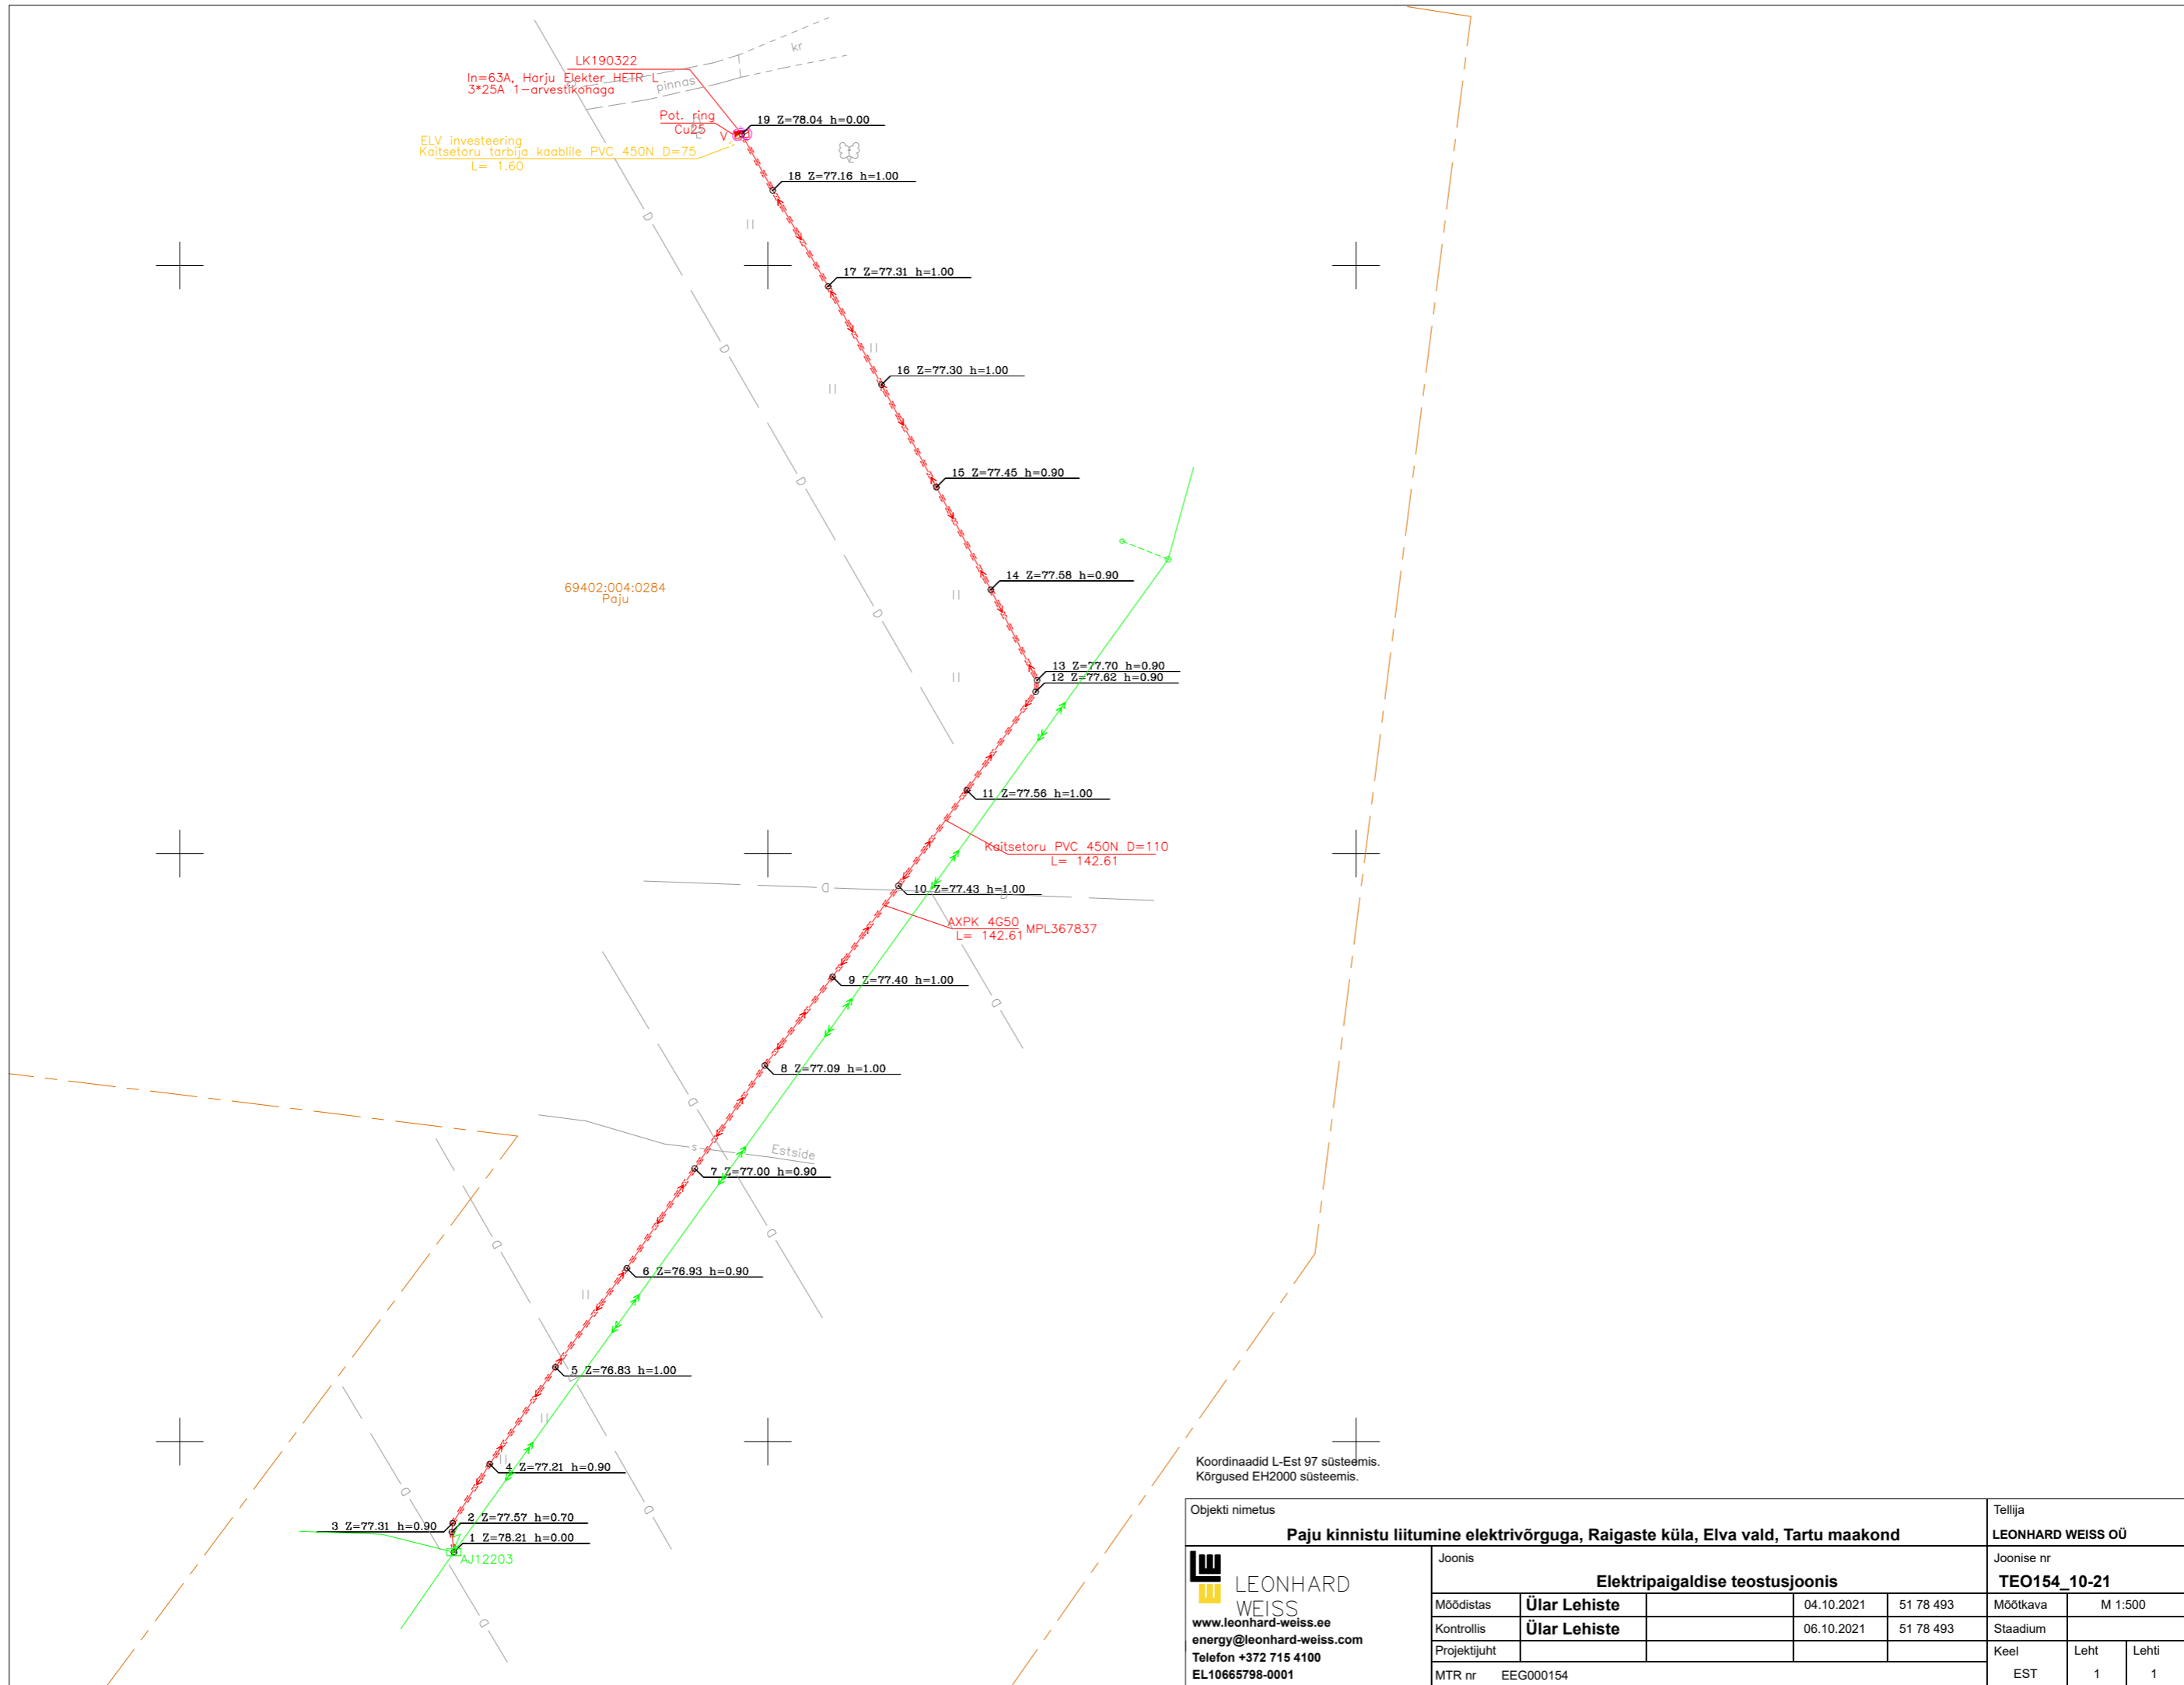 kr
LK190322
In=63A, Harju Elekter HETR L
3*25A 1-arvestikohaga
pinnas
Pot. ring
Cu25
V
19 Z=78.04 h=0.00
ELV investeering
Kaitsetoru tarbija kaablile PVC 450N D=75
L= 1.60
18 Z=77.16 h=1.00
D
17 Z=77.31 h=1.00
D
16 Z=77.30 h=1.00
15 Z=77.45 h=0.90
D
14 Z=77.58 h=0.90
69402:004:0284
Paju
D
13 Z=77.70 h=0.90
12 Z=77.62 h=0.90
11 Z=77.56 h=1.00
Kaitsetoru PVC 450N D=110
L= 142.61
D
10 Z=77.43 h=1.00
D
AXPK 4G50
L= 142.61
MPL367837
9 Z=77.40 h=1.00
D
8 Z=77.09 h=1.00
D
s
Estside
7 Z=77.00 h=0.90
D
D
6 Z=76.93 h=0.90
5 Z=76.83 h=1.00
D
4 Z=77.21 h=0.90
D
D
2 Z=77.57 h=0.70
3 Z=77.31 h=0.90
1 Z=78.21 h=0.00
AJ12203
D
Koordinaadid L-Est 97 süsteemis.
Kõrgused EH2000 süsteemis.
Objekti nimetus
Paju kinnistu liitumine elektrivõrguga, Raigaste küla, Elva vald, Tartu maakond
Tellija
LEONHARD WEISS OÜ
LEONHARD
WEISS
www.leonhard-weiss.ee
energy@leonhard-weiss.com
Telefon +372 715 4100
EL10665798-0001
Joonis
Elektripaigaldise teostusjoonis
Joonise nr
TEO154_10-21
Mõõdistas Ülar Lehiste 04.10.2021 51 78 493
Mõõtkava M 1:500
Kontrollis Ülar Lehiste 06.10.2021 51 78 493
Staadium
Projektijuht
Keel Leht Lehti
MTR nr EEG000154
EST 1 1